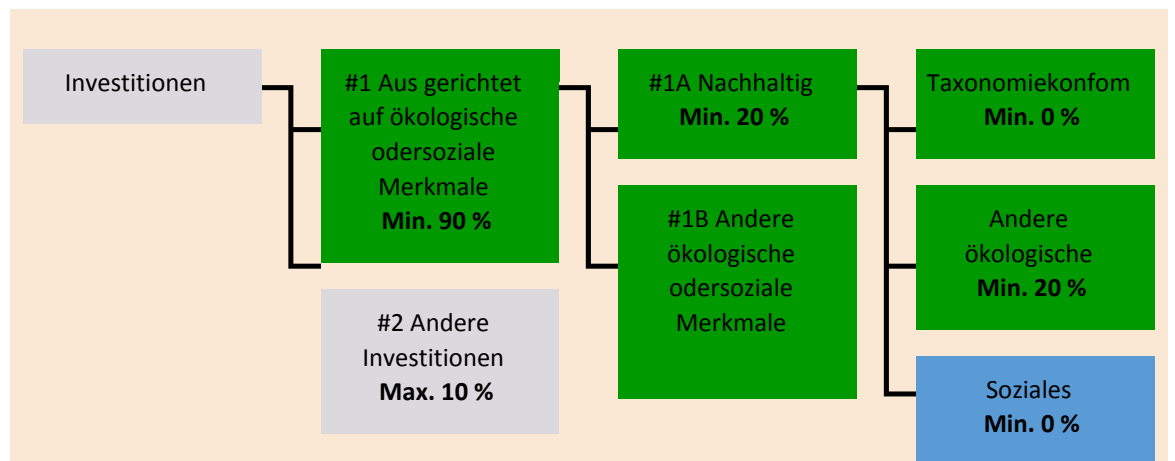 Investitionen
#1 Aus gerichtet
auf ökologische
odersoziale
Merkmale
Min. 90 %
#2 Andere
Investitionen
Max. 10 %
#1A Nachhaltig
Min. 20 %
#1B Andere
ökologische
odersoziale
Merkmale
Taxonomiekonfom
Min. 0 %
Andere
ökologische
Min. 20 %
Soziales
Min. 0 %